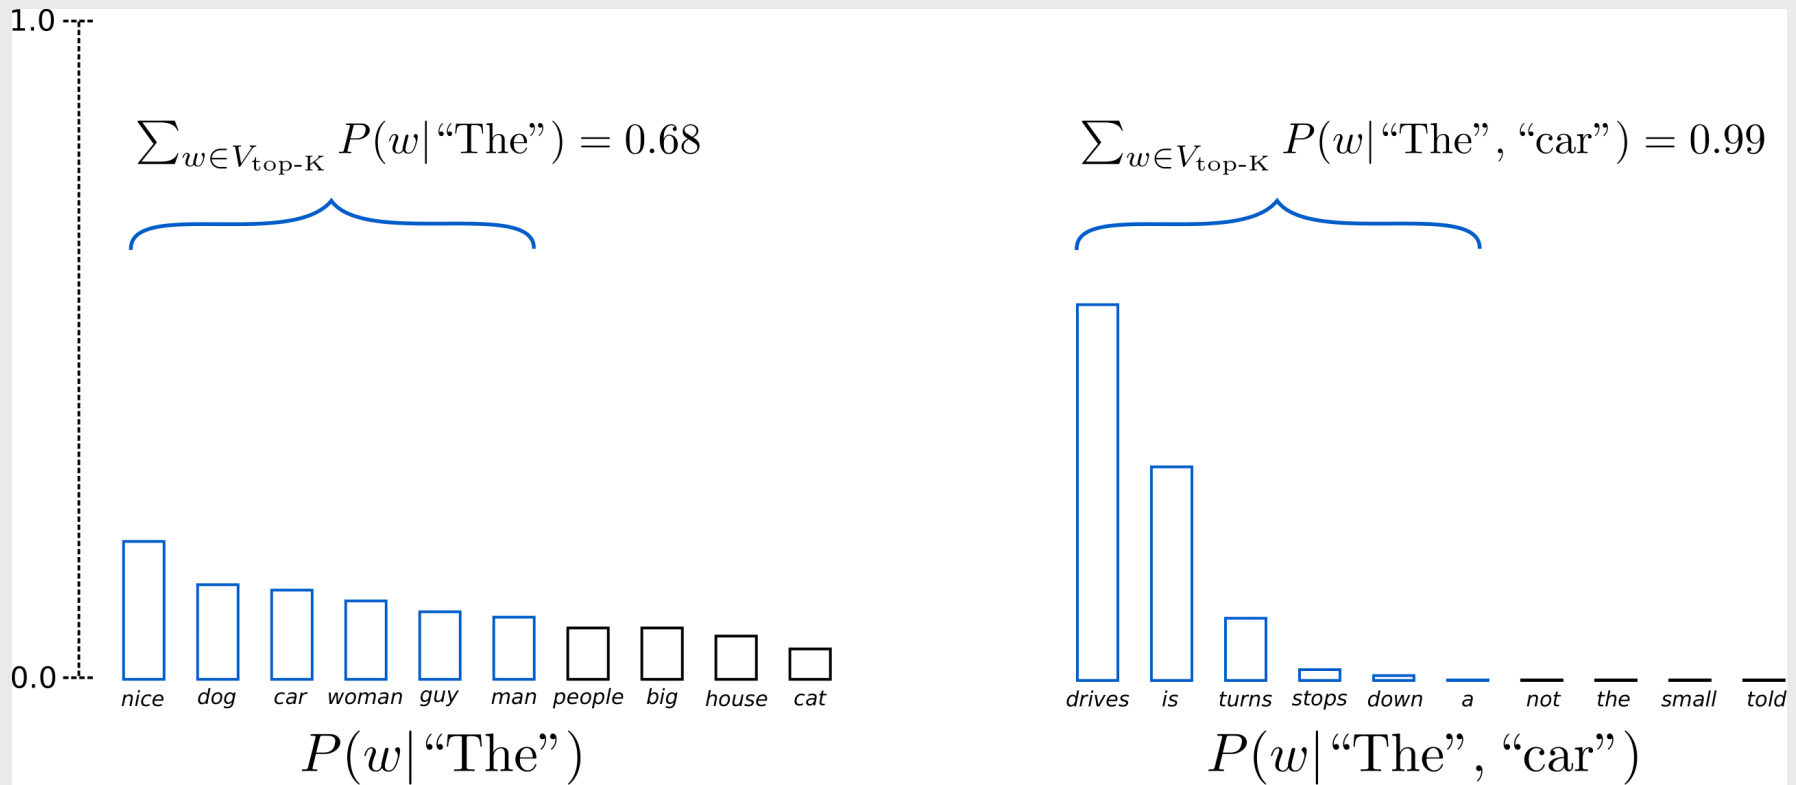 1.0
∑w∈Vtop-K P(w|“The”) = 0.68
∑w∈Vtop-K P(w|“The”, “car”) = 0.99
0.0
nice dog car woman guy man people big house cat
drives is turns stops down a not the small told
P(w|“The”)
P(w|“The”, “car”)